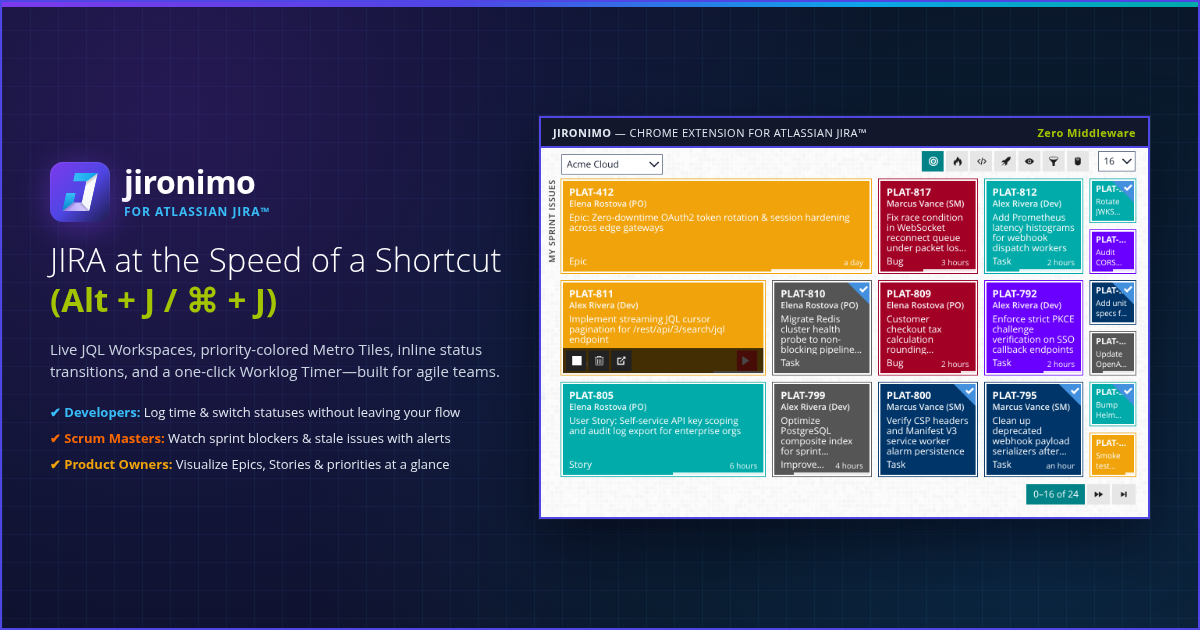 jironimo
FOR ATLASSIAN JIRA™
JIRA at the Speed of a Shortcut
(Alt + J / ⌘ + J)
Live JQL Workspaces, priority-colored Metro Tiles, inline status
transitions, and a one-click Worklog Timer—built for agile teams.
✔ Developers: Log time & switch statuses without leaving your flow
✔ Scrum Masters: Watch sprint blockers & stale issues with alerts
✔ Product Owners: Visualize Epics, Stories & priorities at a glance
JIRONIMO — CHROME EXTENSION FOR ATLASSIAN JIRA™
Zero Middleware
Acme Cloud
16
MY SPRINT ISSUES
PLAT-412
Elena Rostova (PO)
Epic: Zero-downtime OAuth2 token rotation & session hardening
across edge gateways
Epic
a day
PLAT-817
Marcus Vance (SM)
Fix race condition
in WebSocket
reconnect queue
under packet los...
Bug
3 hours
PLAT-812
Alex Rivera (Dev)
Add Prometheus
latency histograms
for webhook
dispatch workers
Task
2 hours
PLAT-...
Rotate
JWKS...
PLAT-...
Audit
CORS...
PLAT-811
Alex Rivera (Dev)
Implement streaming JQL cursor
pagination for /rest/api/3/search/jql
endpoint
PLAT-810
Elena Rostova (PO)
Migrate Redis
cluster health
probe to non-
blocking pipeline...
Task
PLAT-809
Elena Rostova (PO)
Customer
checkout tax
calculation
rounding...
Bug
2 hours
PLAT-792
Alex Rivera (Dev)
Enforce strict PKCE
challenge
verification on SSO
callback endpoints
Task
2 hours
PLAT-...
Add unit
specs f...
PLAT-...
Update
OpenA...
PLAT-805
Elena Rostova (PO)
User Story: Self-service API key scoping
and audit log export for enterprise orgs
Story
6 hours
PLAT-799
Alex Rivera (Dev)
Optimize
PostgreSQL
composite index
for sprint...
Improve...
4 hours
PLAT-800
Marcus Vance (SM)
Verify CSP headers
and Manifest V3
service worker
alarm persistence
Task
PLAT-795
Marcus Vance (SM)
Clean up
deprecated
webhook payload
serializers after...
Task
an hour
PLAT-...
Bump
Helm...
PLAT-...
Smoke
test...
0–16 of 24